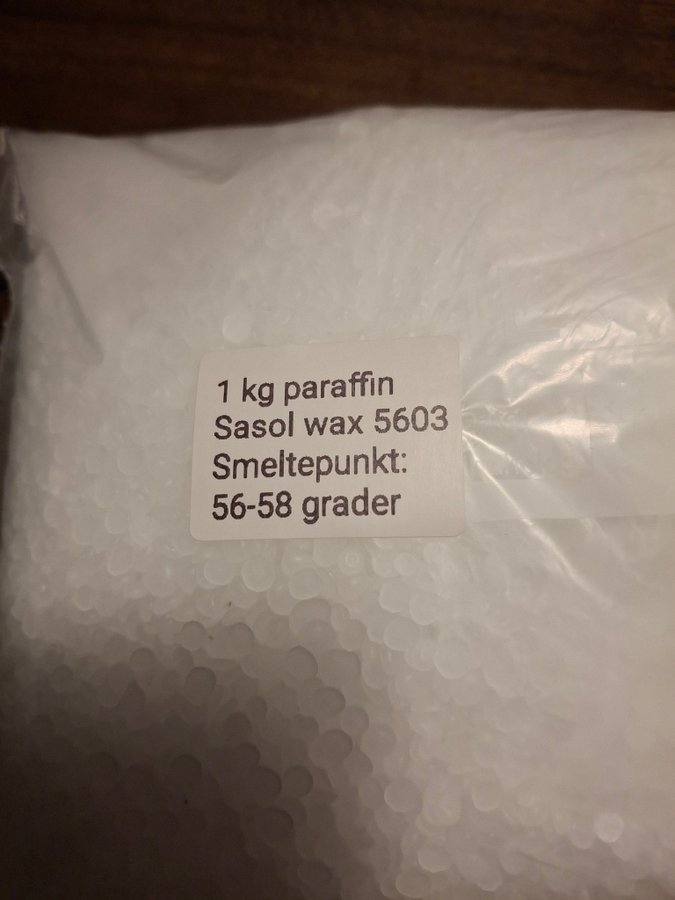 1 kg paraffin
Sasol wax 5603
Smeltepunkt:
56-58 grader